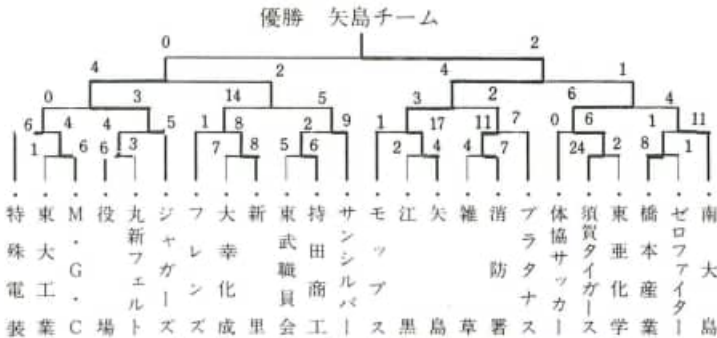 優勝 矢島チーム
0 2
4 2 4 1
0 3 14 5 3 2 6 4
6 4 4 5 1 8 2 9 1 17 11 7 0 6 1 11
1 6 6 3 7 8 5 6 2 4 4 7 24 2 8 1
・特殊電装
・東大工業
・M・G・C
・役場
・丸新フェルト
・ジャガーズ
・フレンズ
・大幸化成
・新里
・東武職員会
・持田商工
・サンシルバー
・モップス
・江黒
・矢島
・雑草
・消防署
・プラタナス
・体協サッカー
・須賀タイガース
・東亜化学
・橋本産業
・ゼロファイター
・南大島